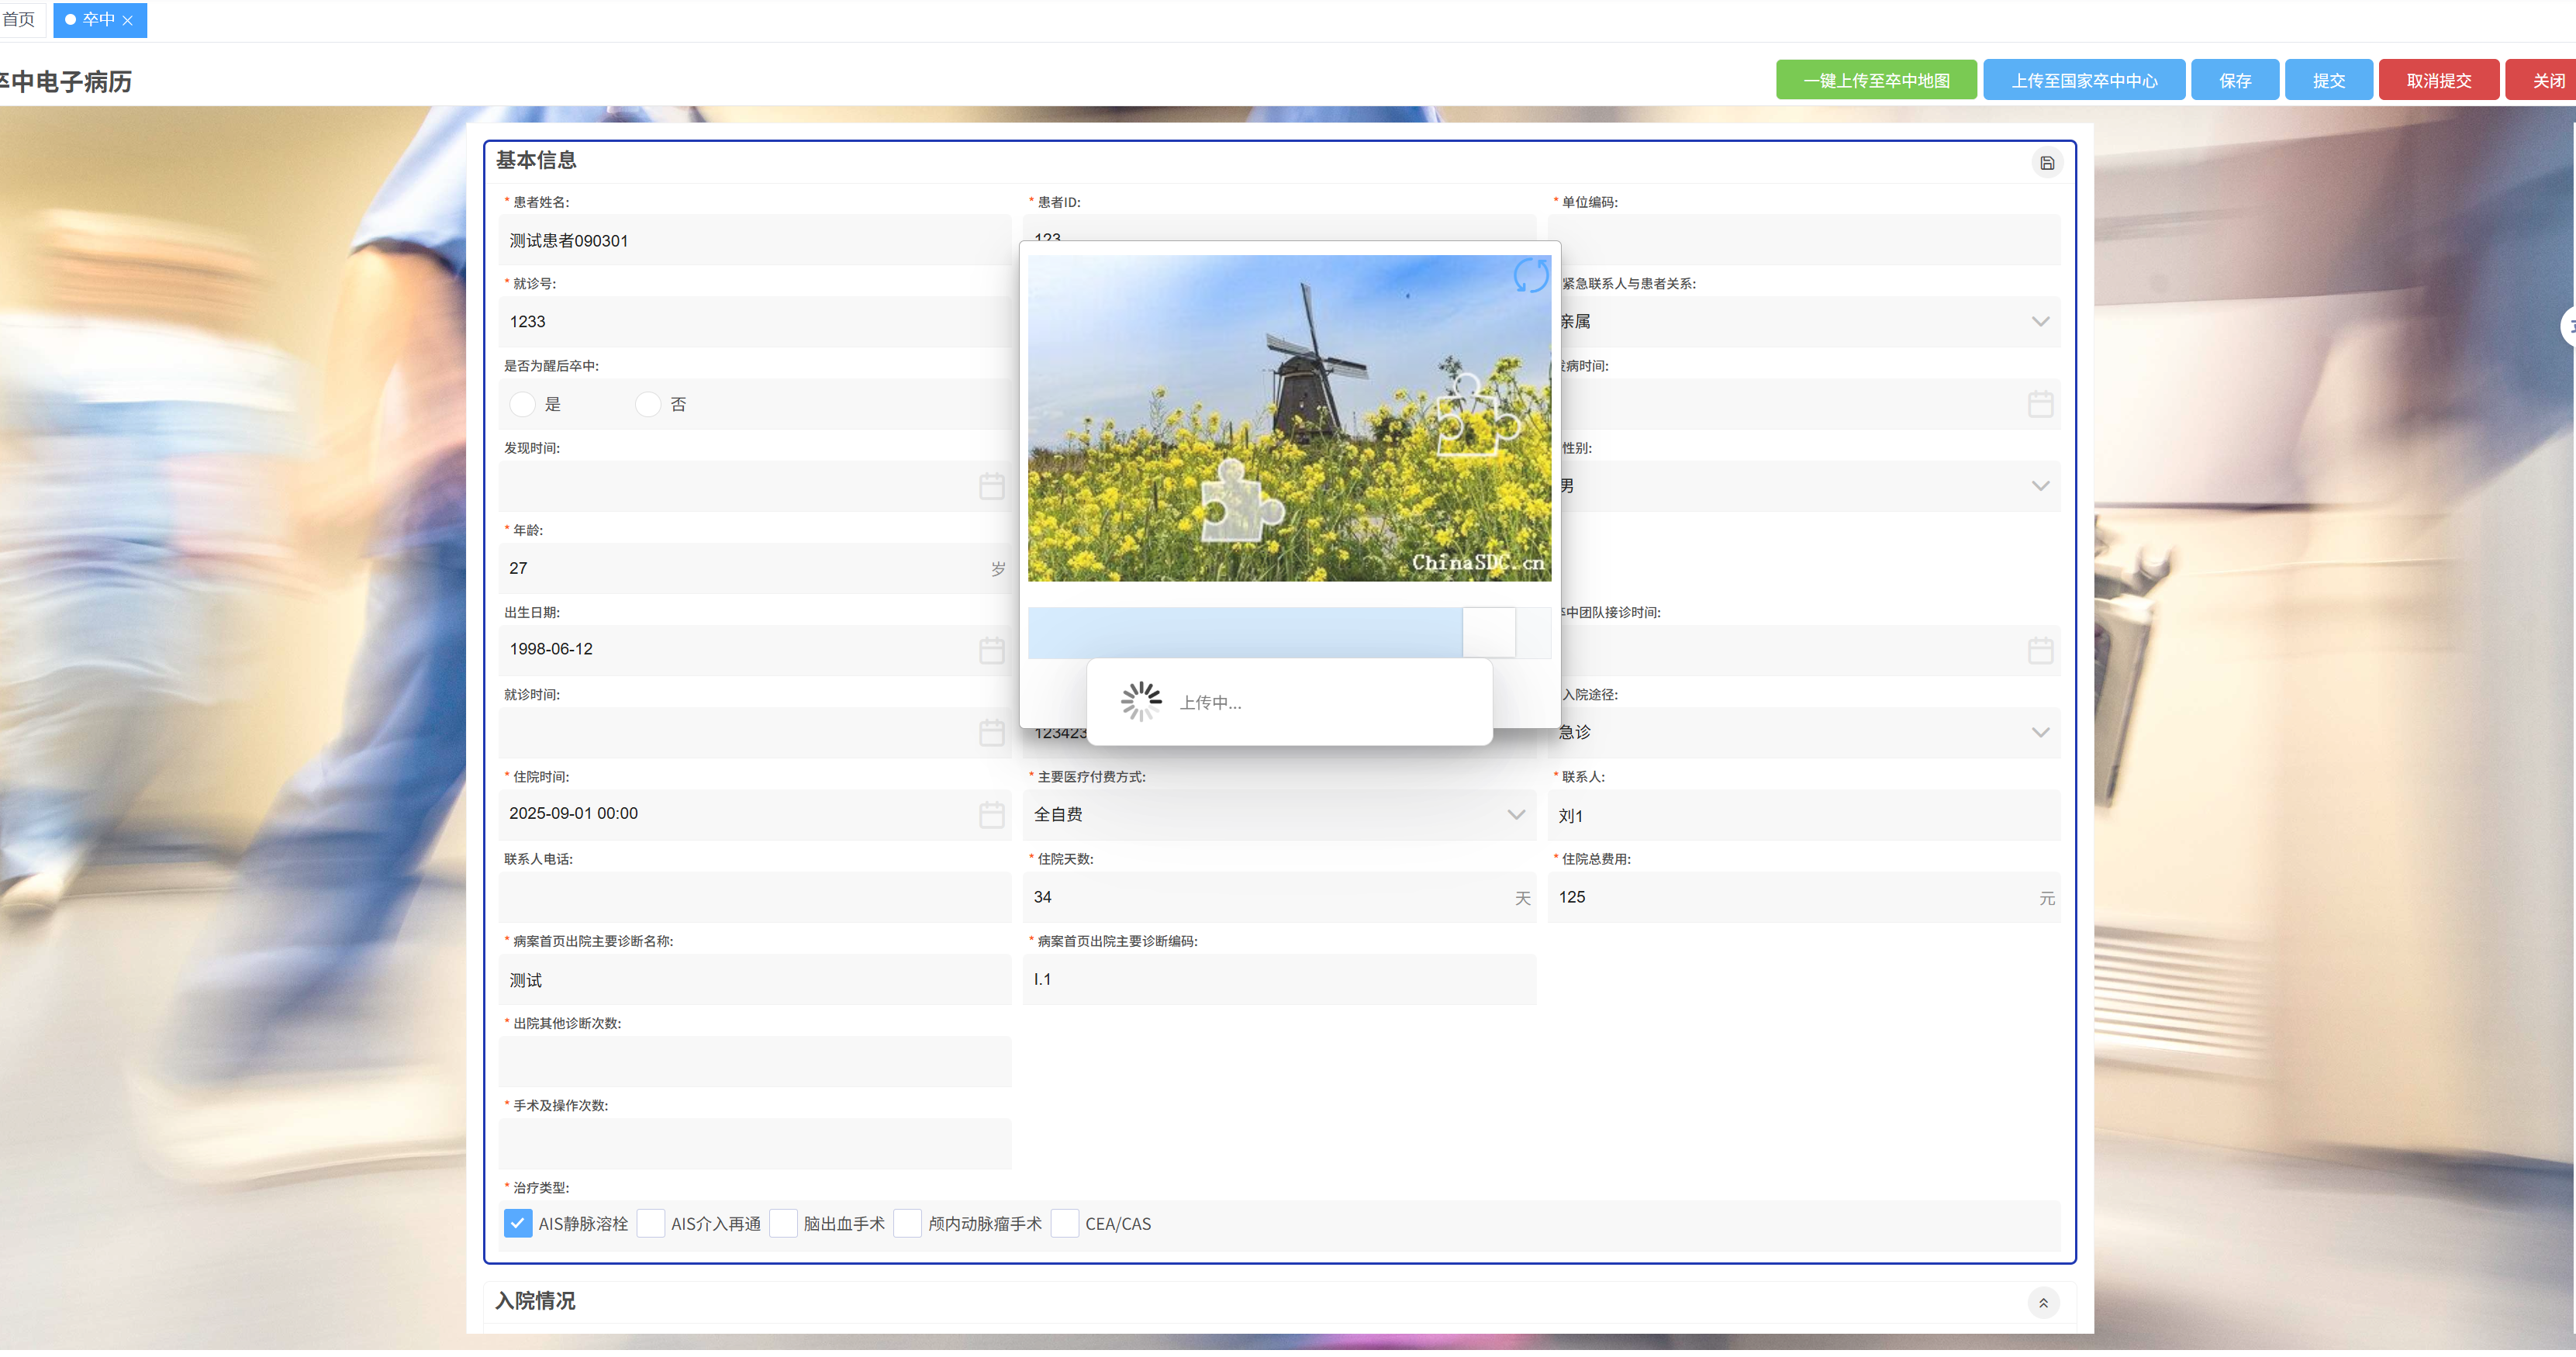 首页
卒中
卒中电子病历
一键上传至卒中地图
上传至国家卒中中心
保存
提交
取消提交
关闭
基本信息
* 患者姓名:
* 患者ID:
* 单位编码:
测试患者090301
123
* 就诊号:
紧急联系人与患者关系:
1233
亲属
是否为醒后卒中:
发病时间:
是
否
发现时间:
性别:
男
* 年龄:
27
岁
ChinaSDC.cn
出生日期:
卒中团队接诊时间:
1998-06-12
就诊时间:
入院途径:
上传中...
123423
急诊
* 住院时间:
* 主要医疗付费方式:
* 联系人:
2025-09-01 00:00
全自费
刘1
联系人电话:
* 住院天数:
* 住院总费用:
34
天
125
元
* 病案首页出院主要诊断名称:
* 病案首页出院主要诊断编码:
测试
I.1
* 出院其他诊断次数:
* 手术及操作次数:
* 治疗类型:
AIS静脉溶栓
AIS介入再通
脑出血手术
颅内动脉瘤手术
CEA/CAS
入院情况